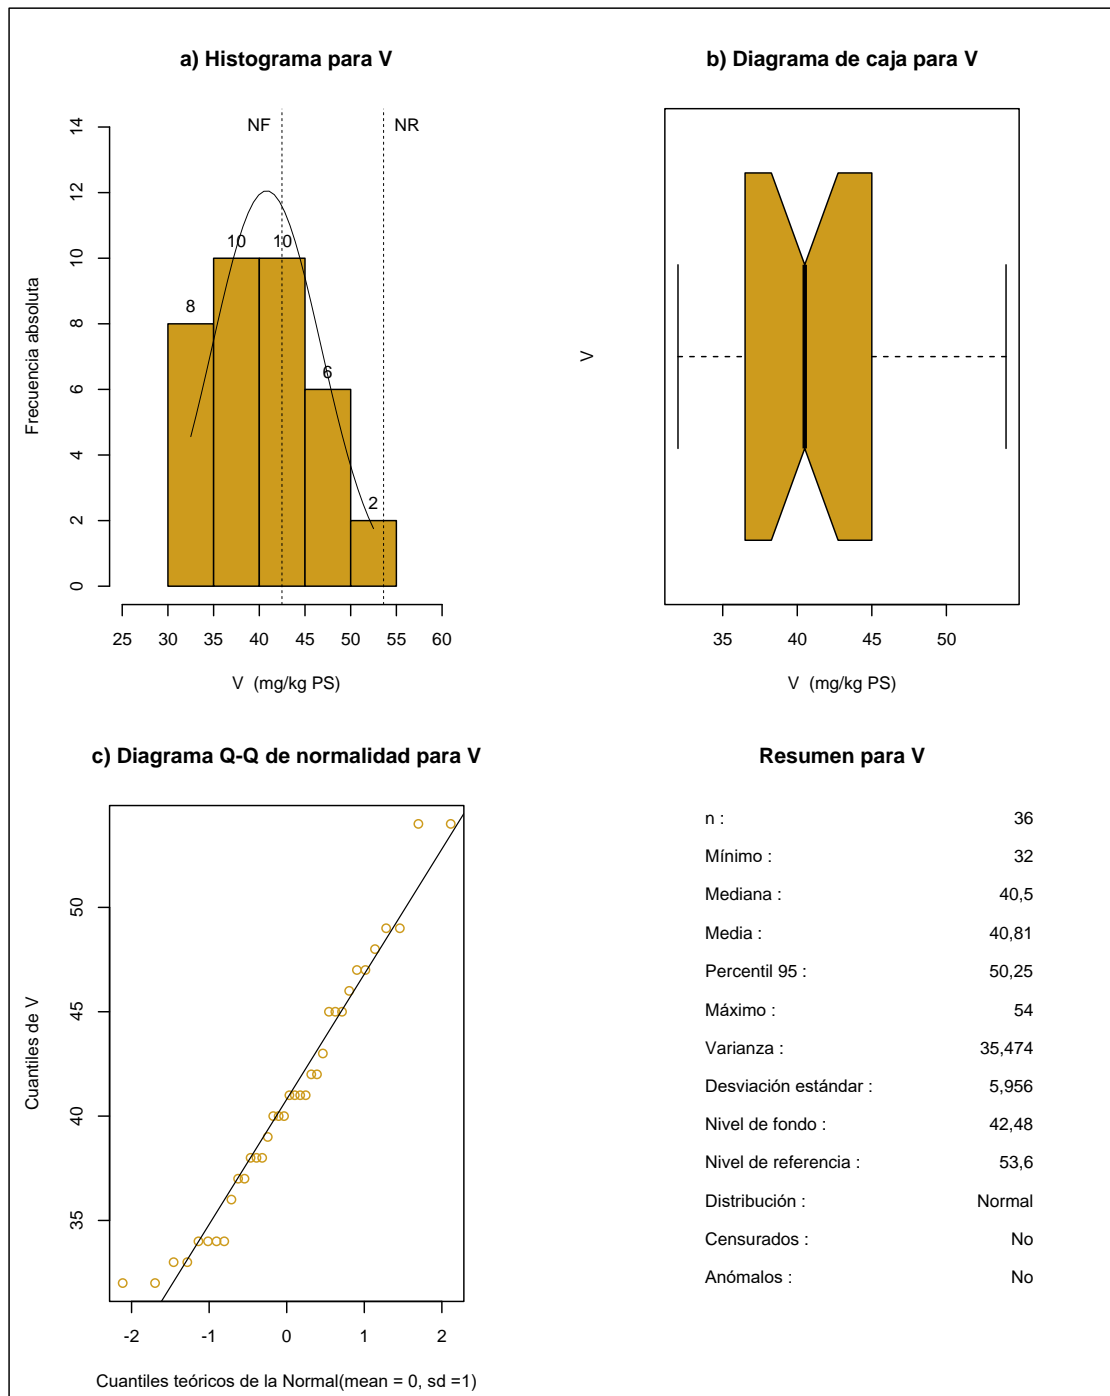 a) Histograma para V
NF
NR
8
10
10
6
2
Frecuencia absoluta
0
2
4
6
8
10
12
14
25 30 35 40 45 50 55 60
V (mg/kg PS)
b) Diagrama de caja para V
V
35 40 45 50
V (mg/kg PS)
c) Diagrama Q-Q de normalidad para V
Cuantiles de V
35
40
45
50
-2 -1 0 1 2
Cuantiles teóricos de la Normal(mean = 0, sd =1)
Resumen para V
n : 36
Mínimo : 32
Mediana : 40,5
Media : 40,81
Percentil 95 : 50,25
Máximo : 54
Varianza : 35,474
Desviación estándar : 5,956
Nivel de fondo : 42,48
Nivel de referencia : 53,6
Distribución : Normal
Censurados : No
Anómalos : No